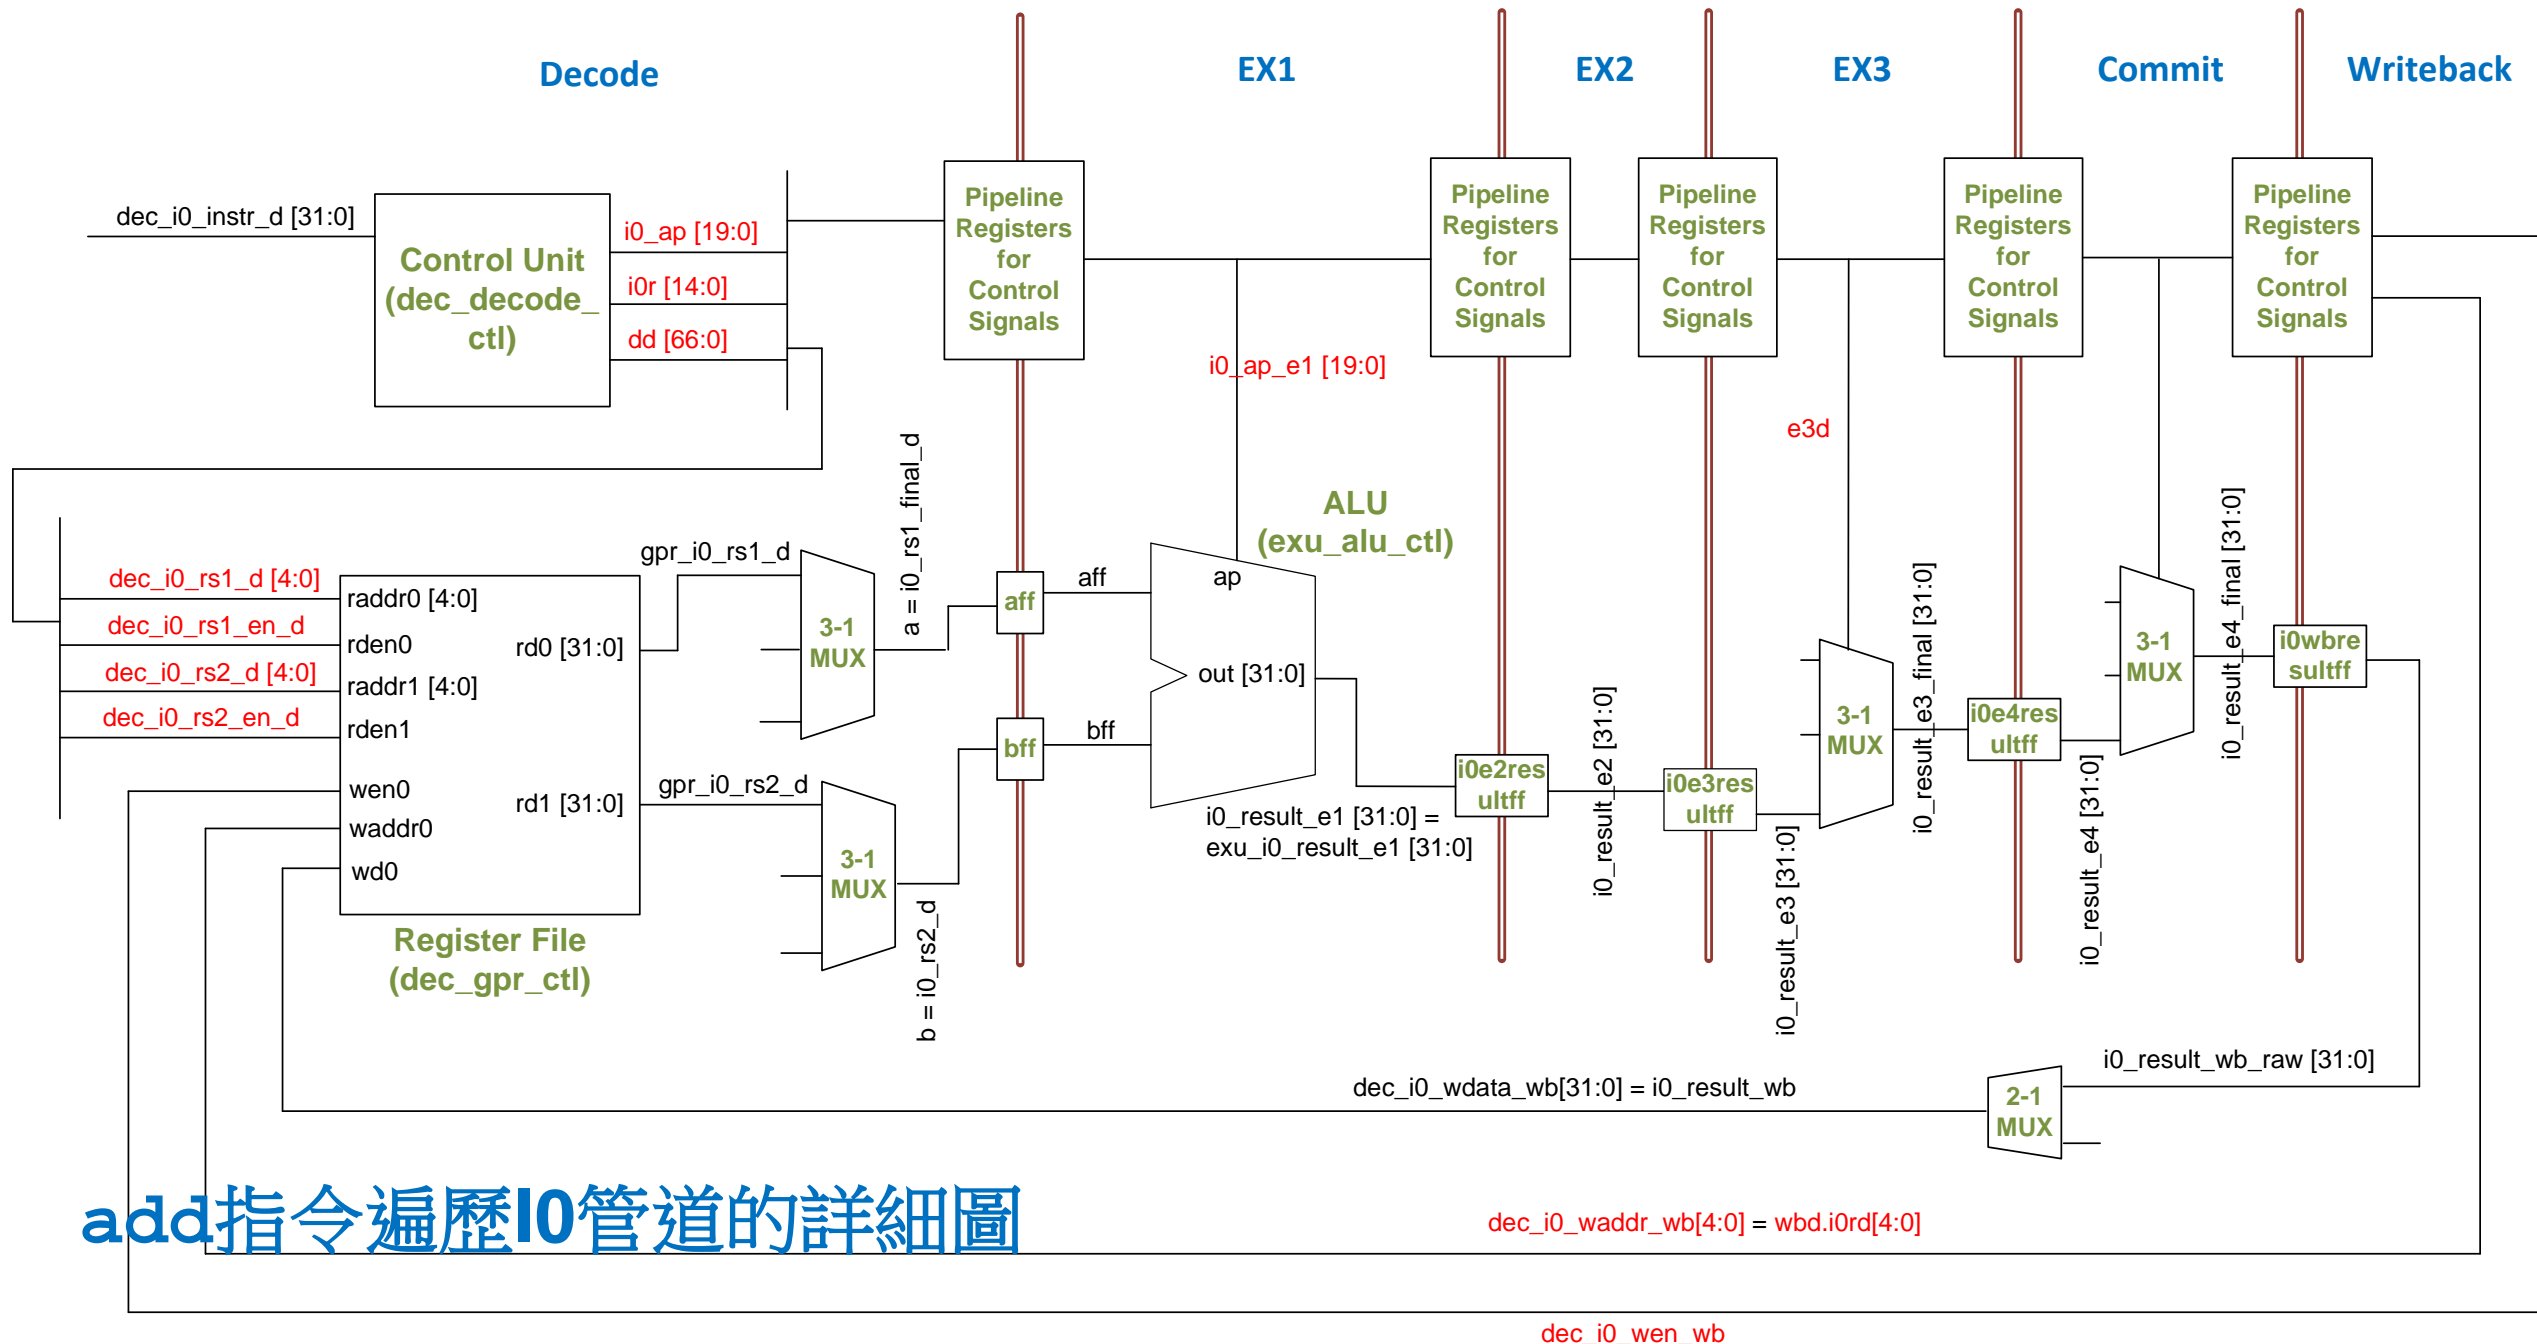 Decode
EX1
EX2
EX3
Commit
Writeback
dec_i0_instr_d [31:0]
Control Unit
(dec_decode_
ctl)
i0_ap [19:0]
i0r [14:0]
dd [66:0]
Pipeline
Registers
for
Control
Signals
Pipeline
Registers
for
Control
Signals
Pipeline
Registers
for
Control
Signals
Pipeline
Registers
for
Control
Signals
Pipeline
Registers
for
Control
Signals
i0_ap_e1 [19:0]
e3d
dec_i0_rs1_d [4:0]
dec_i0_rs1_en_d
dec_i0_rs2_d [4:0]
dec_i0_rs2_en_d
raddr0 [4:0]
rden0
raddr1 [4:0]
rden1
wen0
waddr0
wd0
rd0 [31:0]
rd1 [31:0]
Register File
(dec_gpr_ctl)
gpr_i0_rs1_d
3-1
MUX
a = i0_rs1_final_d
gpr_i0_rs2_d
3-1
MUX
b = i0_rs2_d
aff
bff
aff
bff
ALU
(exu_alu_ctl)
ap
out [31:0]
i0_result_e1 [31:0] =
exu_i0_result_e1 [31:0]
i0e2res
ultff
i0_result_e2 [31:0]
i0e3res
ultff
i0_result_e3 [31:0]
3-1
MUX
i0_result_e3_final [31:0]
i0e4res
ultff
i0_result_e4 [31:0]
3-1
MUX
i0_result_e4_final [31:0]
i0wbre
sultff
i0_result_wb_raw [31:0]
2-1
MUX
dec_i0_wdata_wb[31:0] = i0_result_wb
add指令遍歷I0管道的詳細圖
dec_i0_waddr_wb[4:0] = wbd.i0rd[4:0]
dec_i0_wen_wb